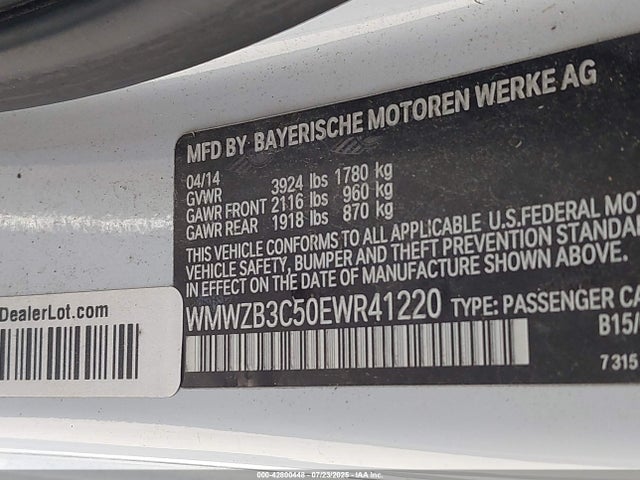 MFD BY BAYERISCHE MOTOREN WERKE AG
04/14
GVWR 3924 lbs 1780 kg
GAWR FRONT 2116 lbs 960 kg
GAWR REAR 1918 lbs 870 kg
THIS VEHICLE CONFORMS TO ALL APPLICABLE U.S.FEDERAL MOT
VEHICLE SAFETY, BUMPER AND THEFT PREVENTION STANDA
IN EFFECT ON THE DATE OF MANUFACTURE SHOWN ABOVE.
WMWZB3C50EWR41220 TYPE: PASSENGER CA
B15/
7 315
DealerLot.com
000-42800448 - 07/23/2025 - IAA Inc.